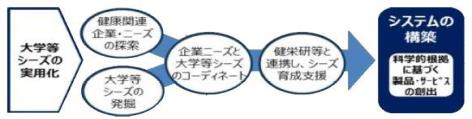 大学等
シーズの
実用化
健康関連
企業・ニーズ
の探索
大学等
シーズの
発掘
企業ニーズと
大学等シーズ
のコーディネート
健栄研等と
連携し、シーズ
育成支援
システムの
構築
科学的根拠
に基づく
製品・サービス
の創出